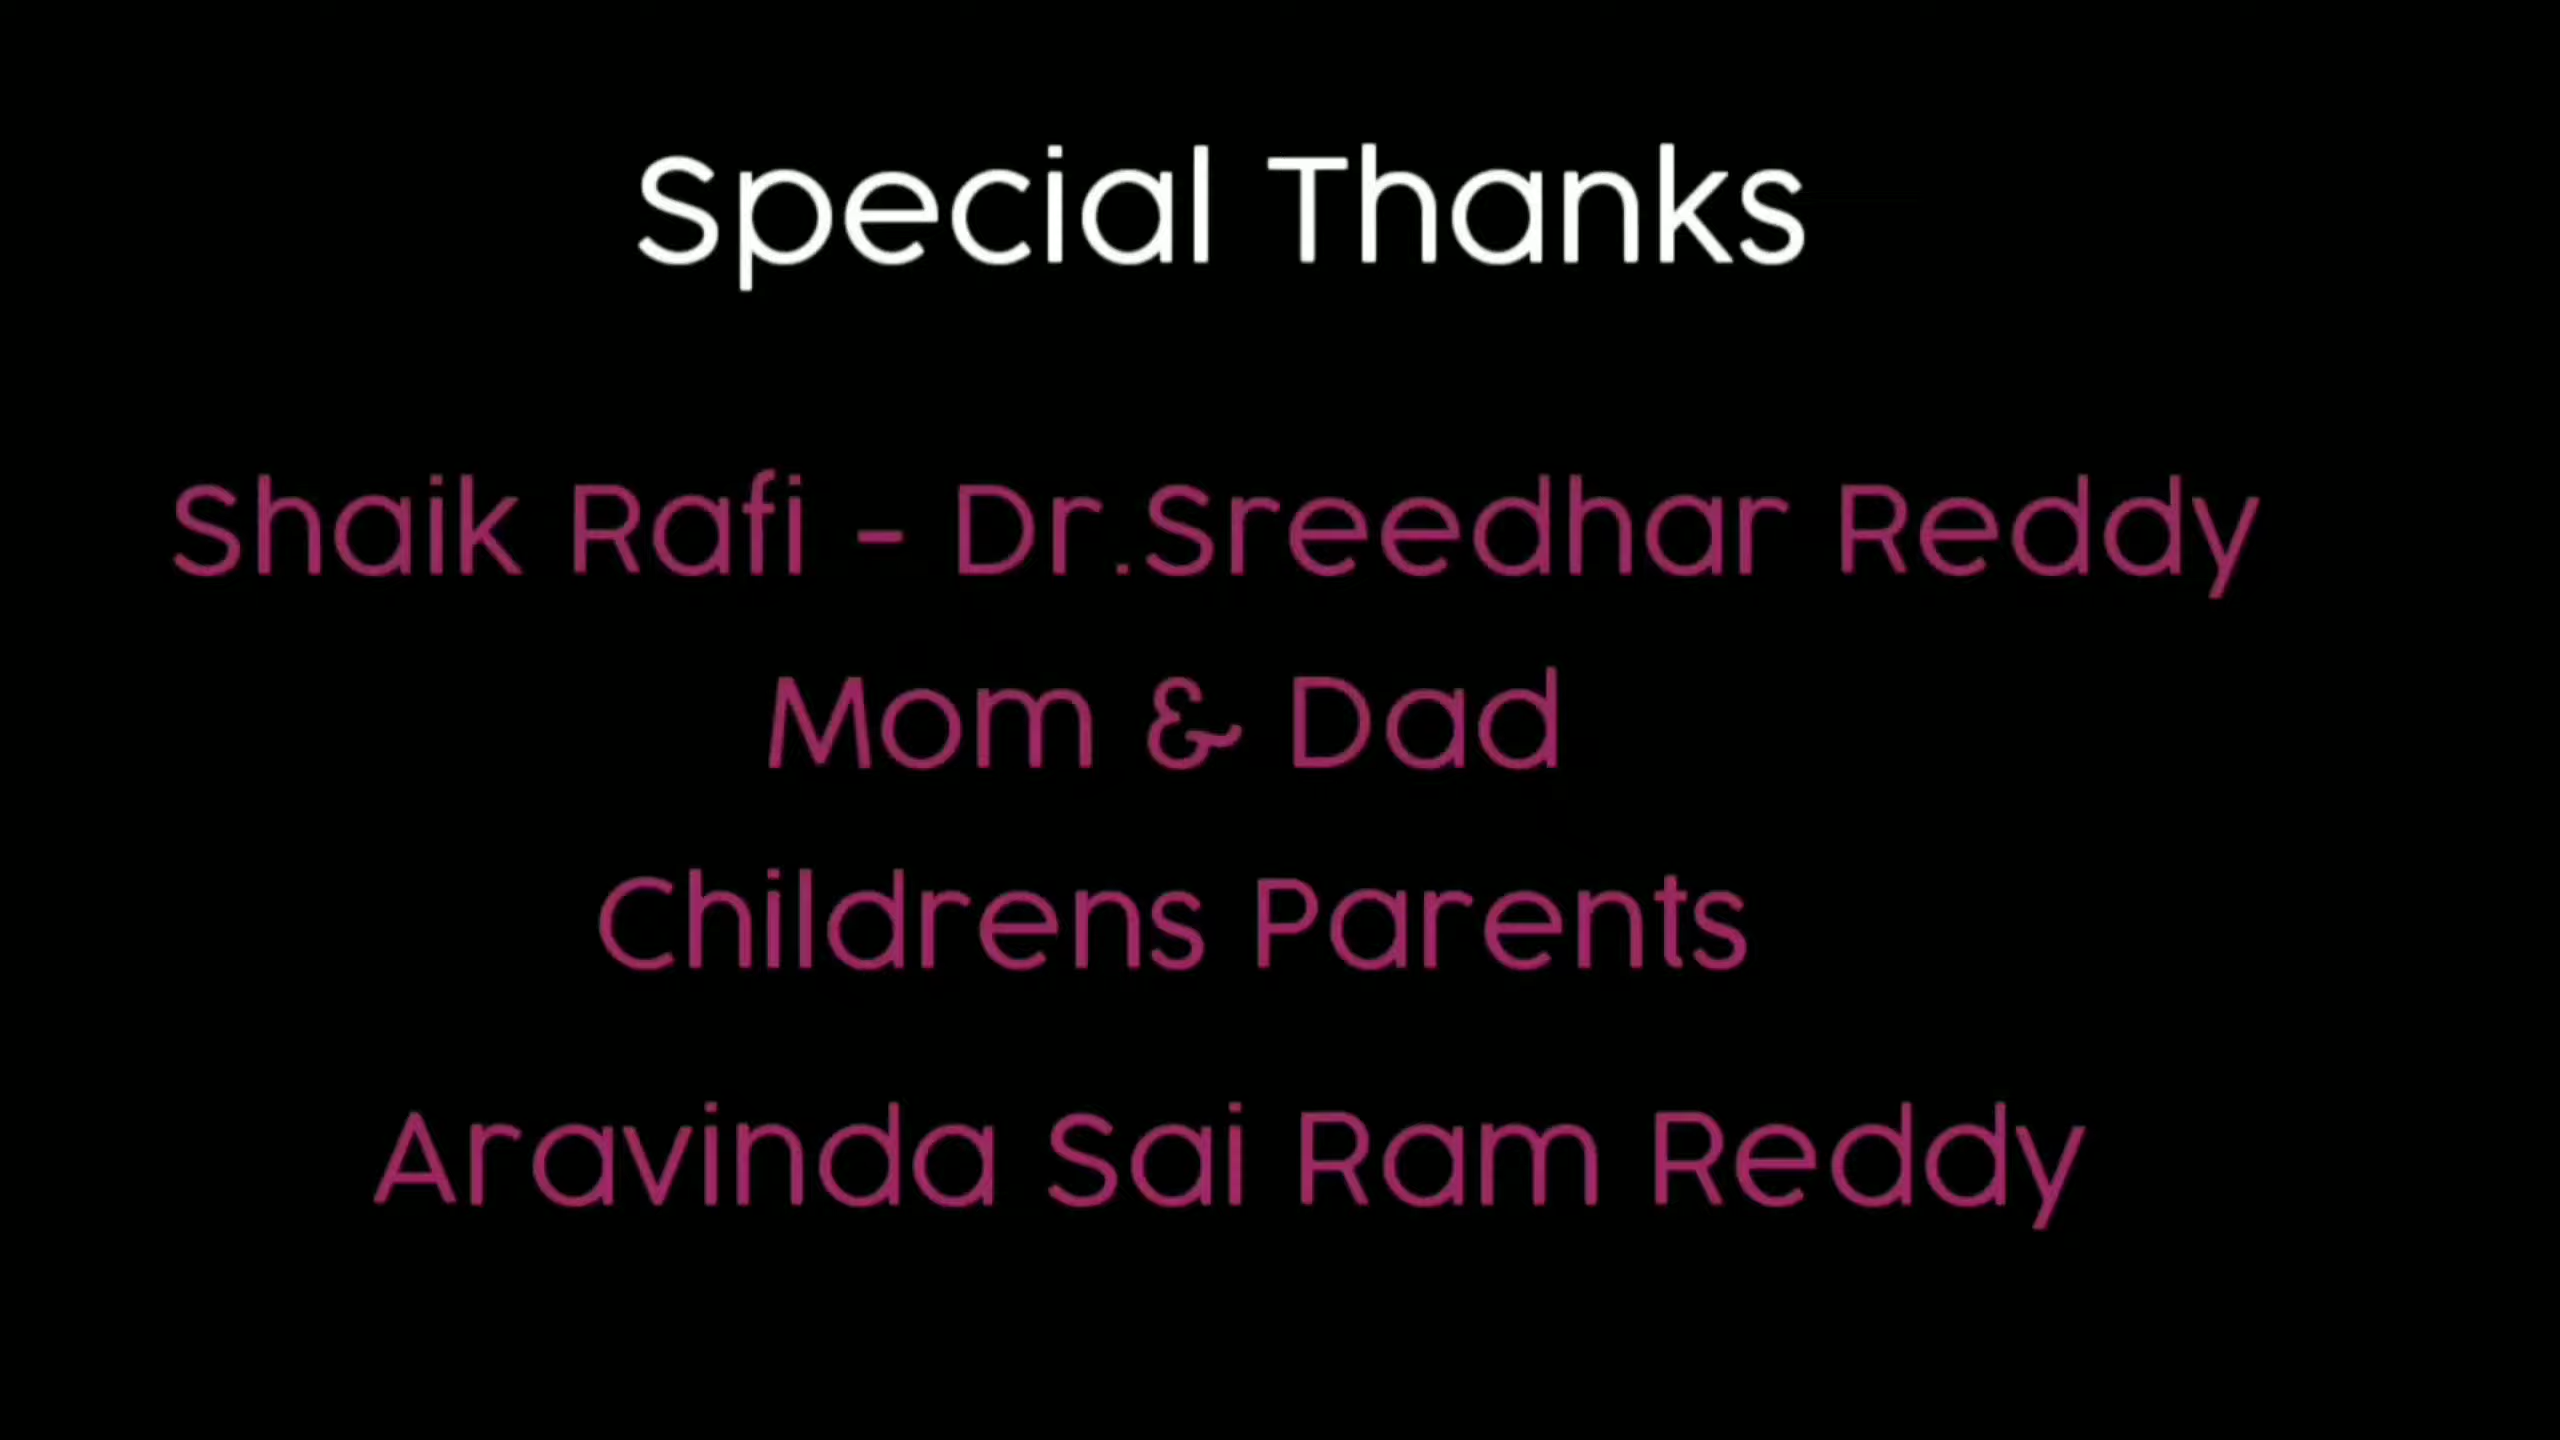 Special Thanks
Shaik Rafi - Dr.Sreedhar Reddy
Mom & Dad
Childrens Parents
Aravinda Sai Ram Reddy